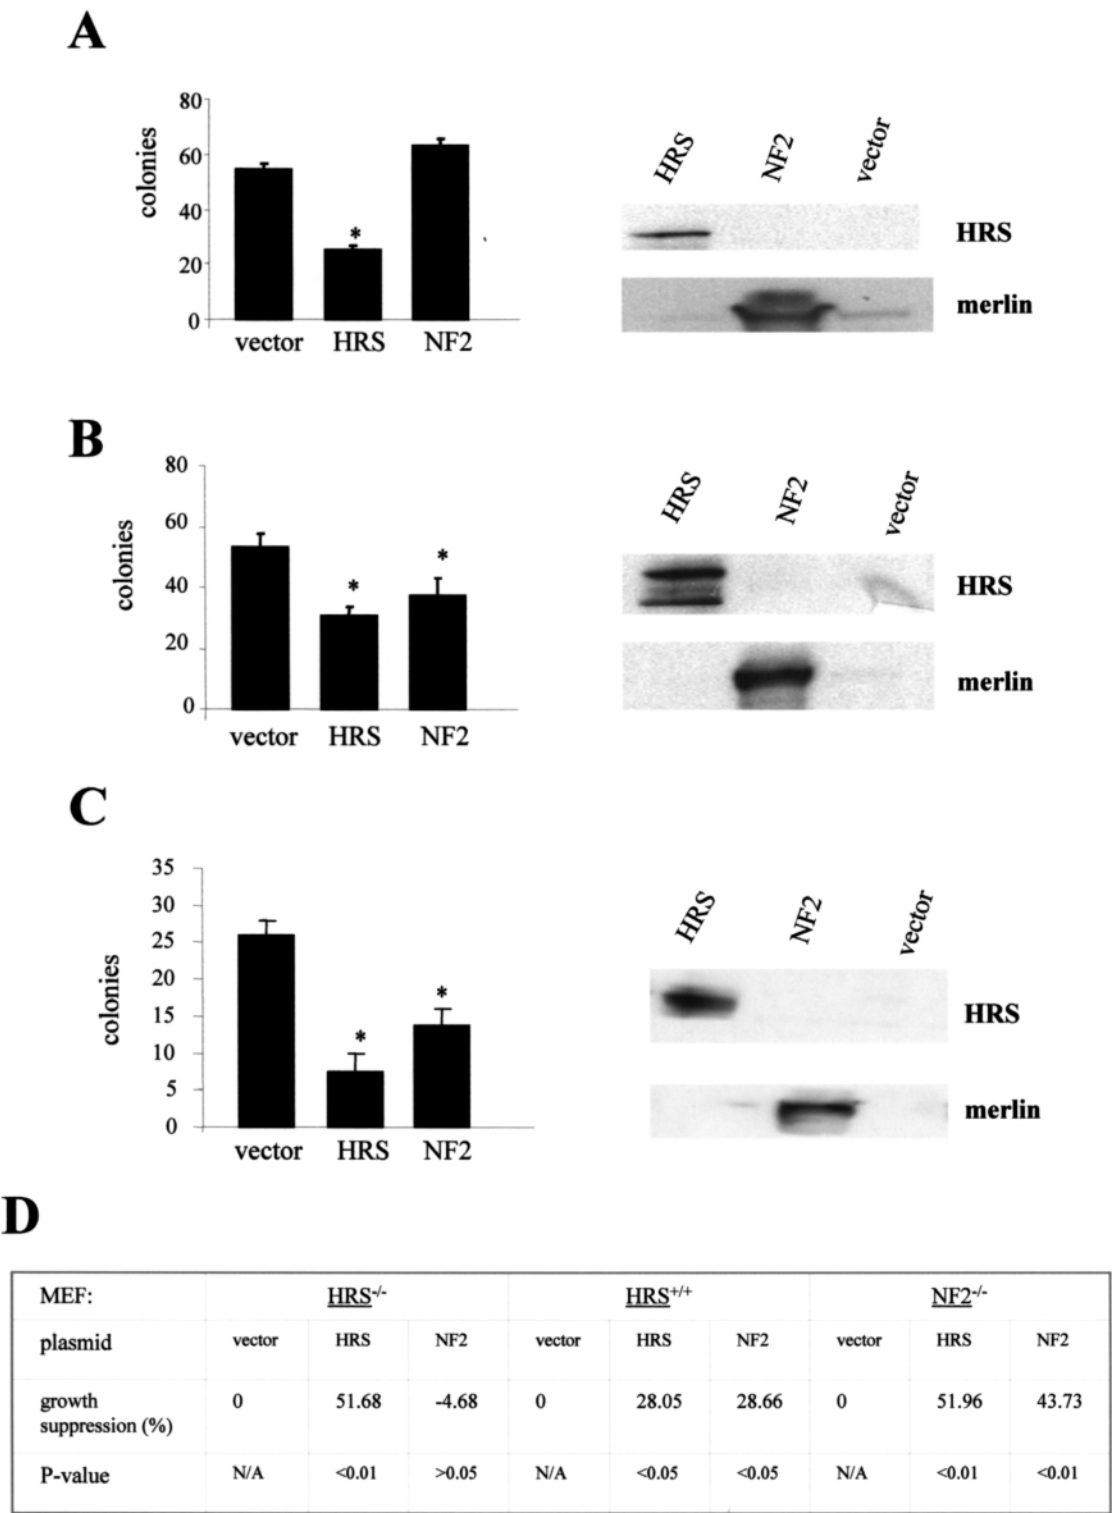 A
80
60
40
20
0
colonies
*
vector HRS NF2
HRS NF2 vector
HRS
merlin
B
80
60
40
20
0
colonies
* *
vector HRS NF2
HRS NF2 vector
HRS
merlin
C
35
30
25
20
15
10
5
0
colonies
* *
vector HRS NF2
HRS NF2 vector
HRS
merlin
D
MEF: HRS-/- HRS+/+ NF2-/-
plasmid vector HRS NF2 vector HRS NF2 vector HRS NF2
growth suppression (%) 0 51.68 -4.68 0 28.05 28.66 0 51.96 43.73
P-value N/A <0.01 >0.05 N/A <0.05 <0.05 N/A <0.01 <0.01